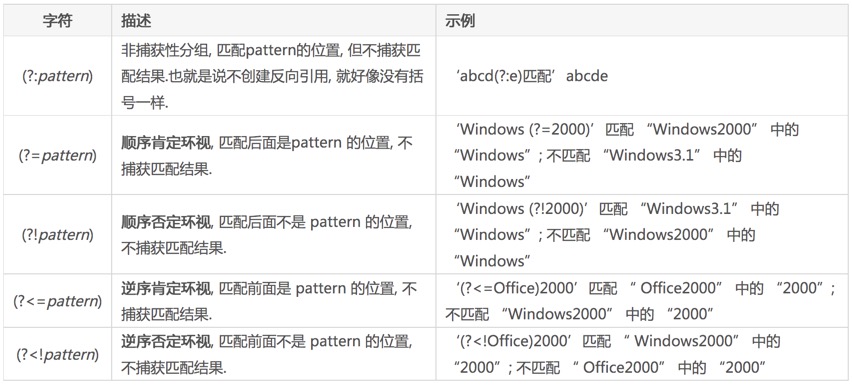 字符 描述 示例
(?:pattern) 非捕获性分组, 匹配pattern的位置, 但不捕获匹
配结果.也就是说不创建反向引用, 就好像没有括
号一样. ‘abcd(?:e)匹配’abcde
(?=pattern) 顺序肯定环视, 匹配后面是pattern 的位置, 不
捕获匹配结果.
‘Windows (?=2000)’ 匹配 “Windows2000” 中的
“Windows” ; 不匹配 “Windows3.1” 中的
“Windows”
(?!pattern) 顺序否定环视, 匹配后面不是 pattern 的位置,
不捕获匹配结果.
‘Windows (?!2000)’ 匹配 “Windows3.1” 中的
“Windows” ; 不匹配 “Windows2000” 中的
“Windows”
(?<=pattern) 逆序肯定环视, 匹配前面是 pattern 的位置, 不
捕获匹配结果.
‘(?<=Office)2000’匹配 “ Office2000” 中的 “2000” ;
不匹配 “Windows2000” 中的 “2000”
(?<!pattern) 逆序否定环视, 匹配前面不是 pattern 的位置,
不捕获匹配结果.
‘(?<!Office)2000’匹配 “ Windows2000” 中的
“2000” ; 不匹配 “ Office2000” 中的 “2000”